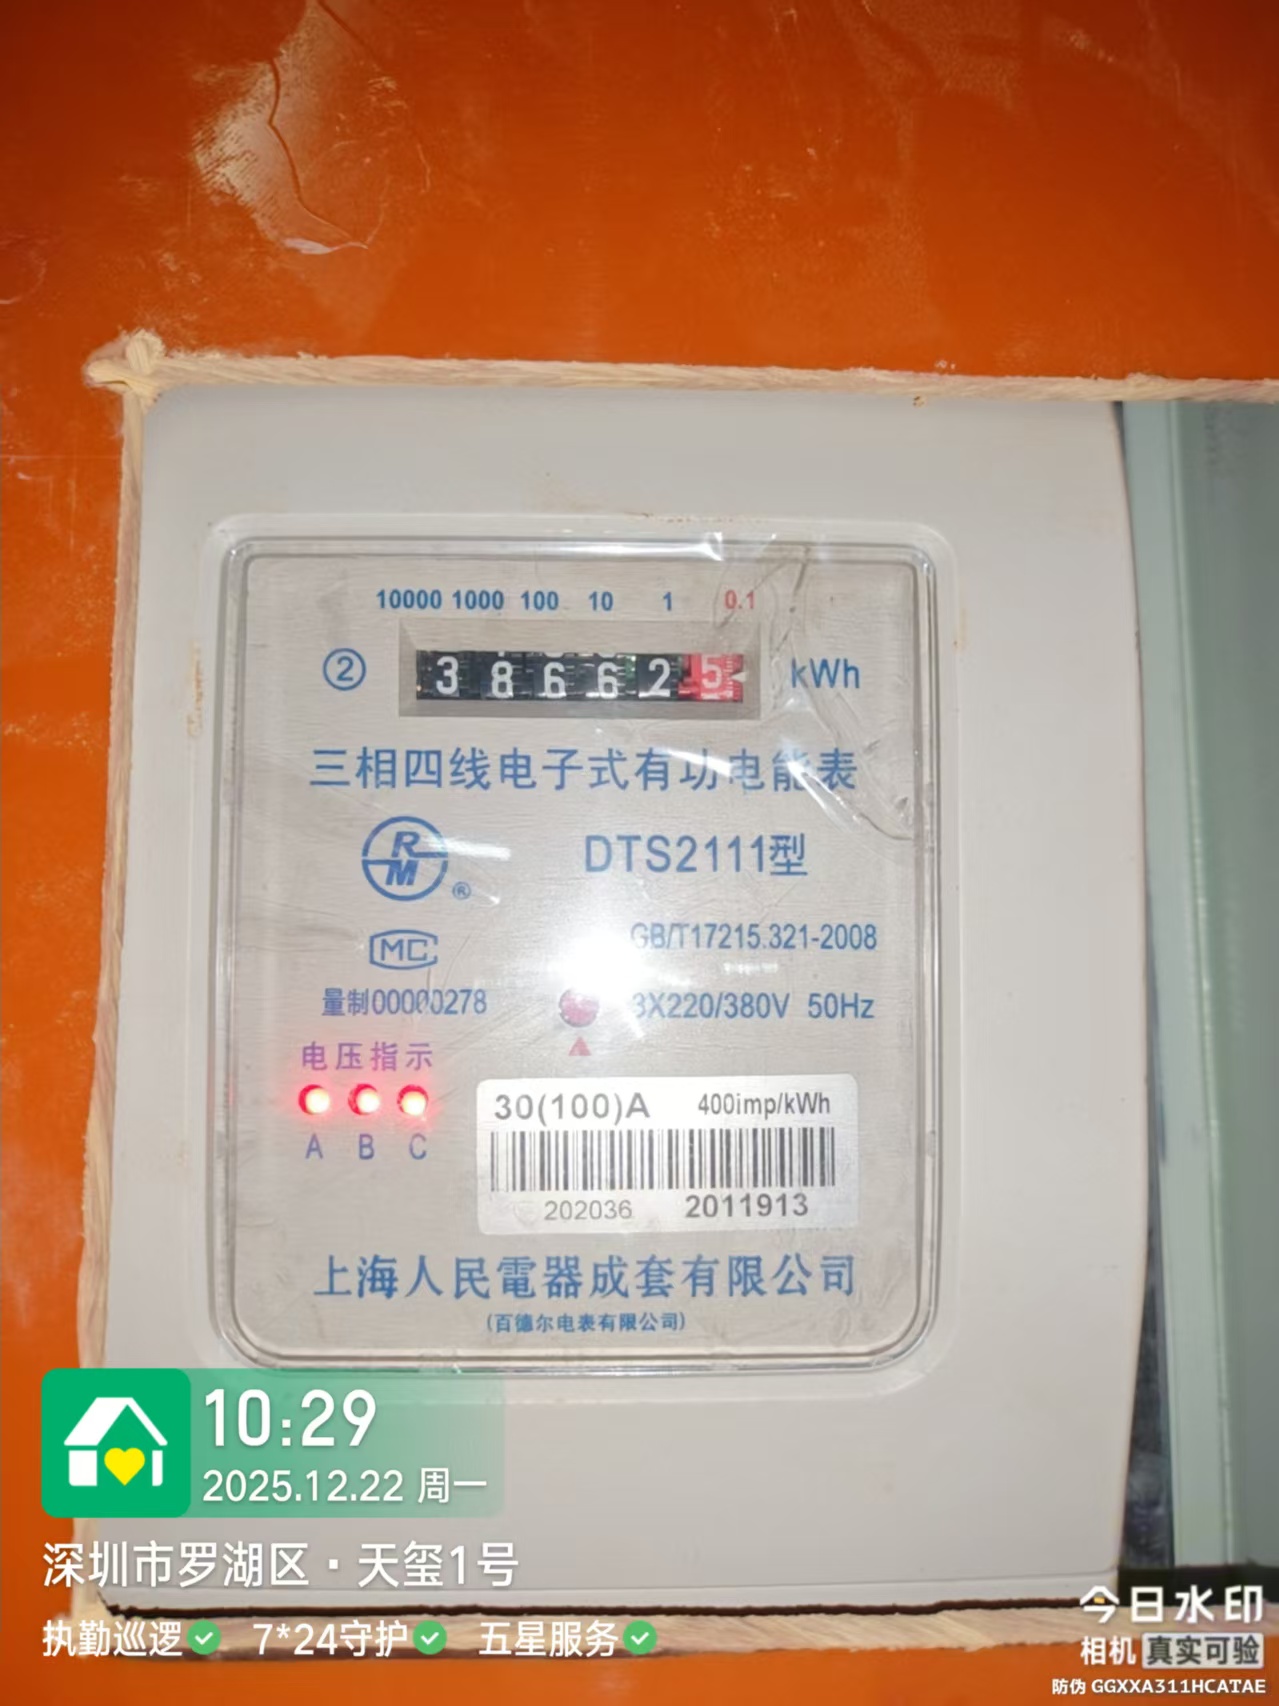 10000 1000 100 10 1 0.1
② 3 8 6 6 2 5 kWh
三相四线电子式有功电能表
RM ®
DTS2111型
MC
GB/T17215.321-2008
量制00000278
3X220/380V 50Hz
电压指示
A B C
30(100)A 400imp/kWh
202036 2011913
上海人民電器成套有限公司
(百德尔电表有限公司)
10:29
2025.12.22 周一
深圳市罗湖区·天玺1号
执勤巡逻 7*24守护 五星服务
今日水印
相机 真实可验
防伪 GGXXA311HCATAE